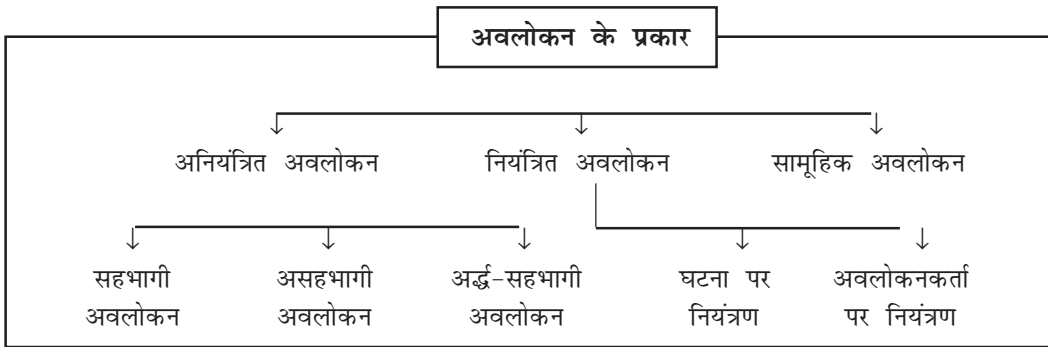 अवलोकन के प्रकार
अनियंत्रित अवलोकन नियंत्रित अवलोकन सामूहिक अवलोकन
सहभागी असहभागी अर्द्ध-सहभागी घटना पर अवलोकनकर्ता
अवलोकन अवलोकन अवलोकन नियंत्रण पर नियंत्रण